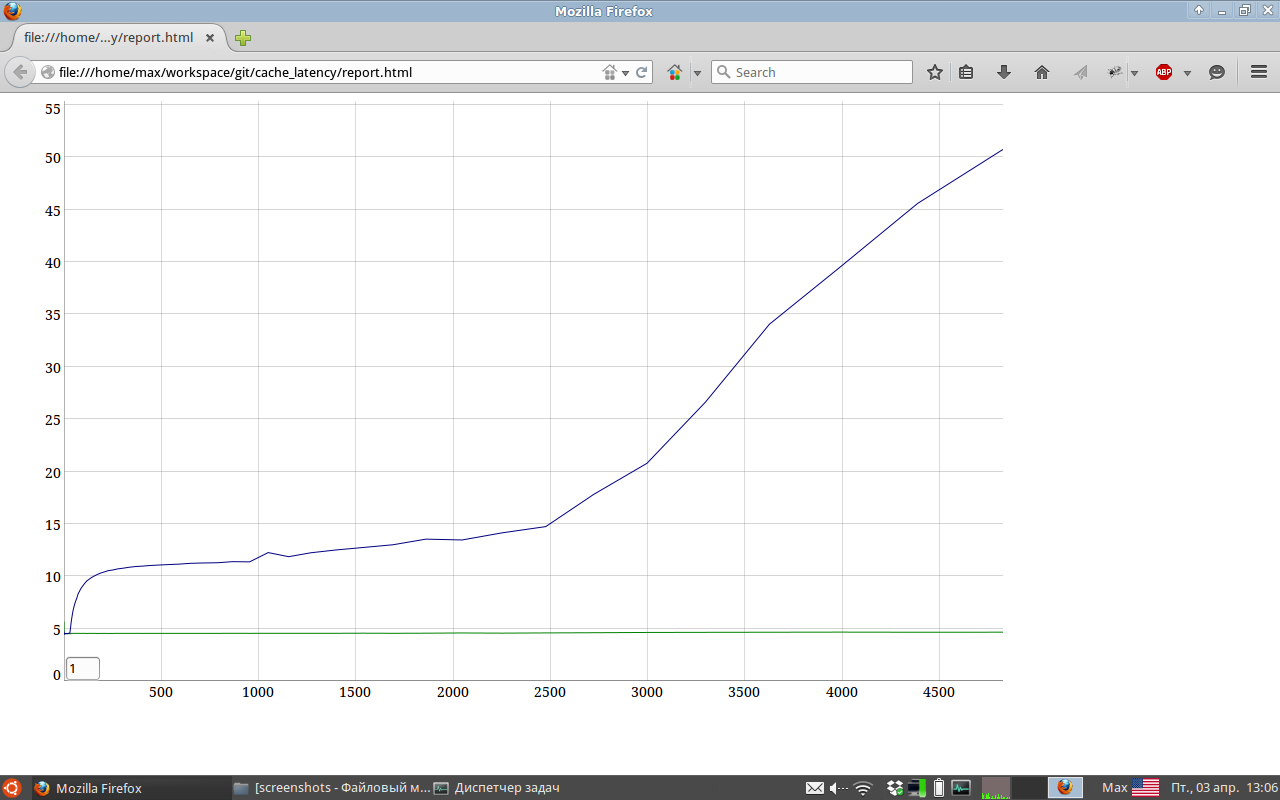 Mozilla Firefox
file:///home/...y/report.html
file:///home/max/workspace/git/cache_latency/report.html
Search
ABP
55
50
45
40
35
30
25
20
15
10
5
0
1
500 1000 1500 2000 2500 3000 3500 4000 4500
Mozilla Firefox [screenshots - Файловый м... Диспетчер задач Max Пт., 03 апр. 13:06